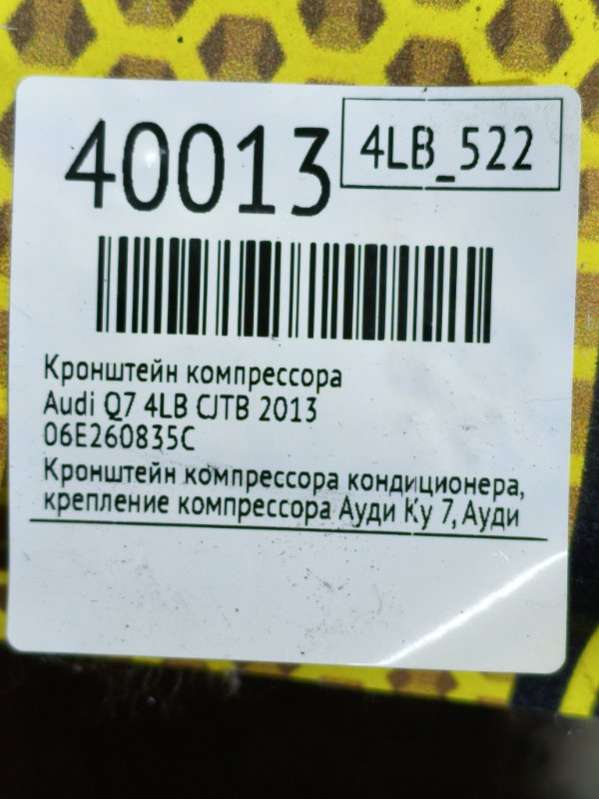 40013
4LB_522
Кронштейн компрессора
Audi Q7 4LB CJTB 2013
06E260835C
Кронштейн компрессора кондиционера,
крепление компрессора Ауди Ку 7, Ауди